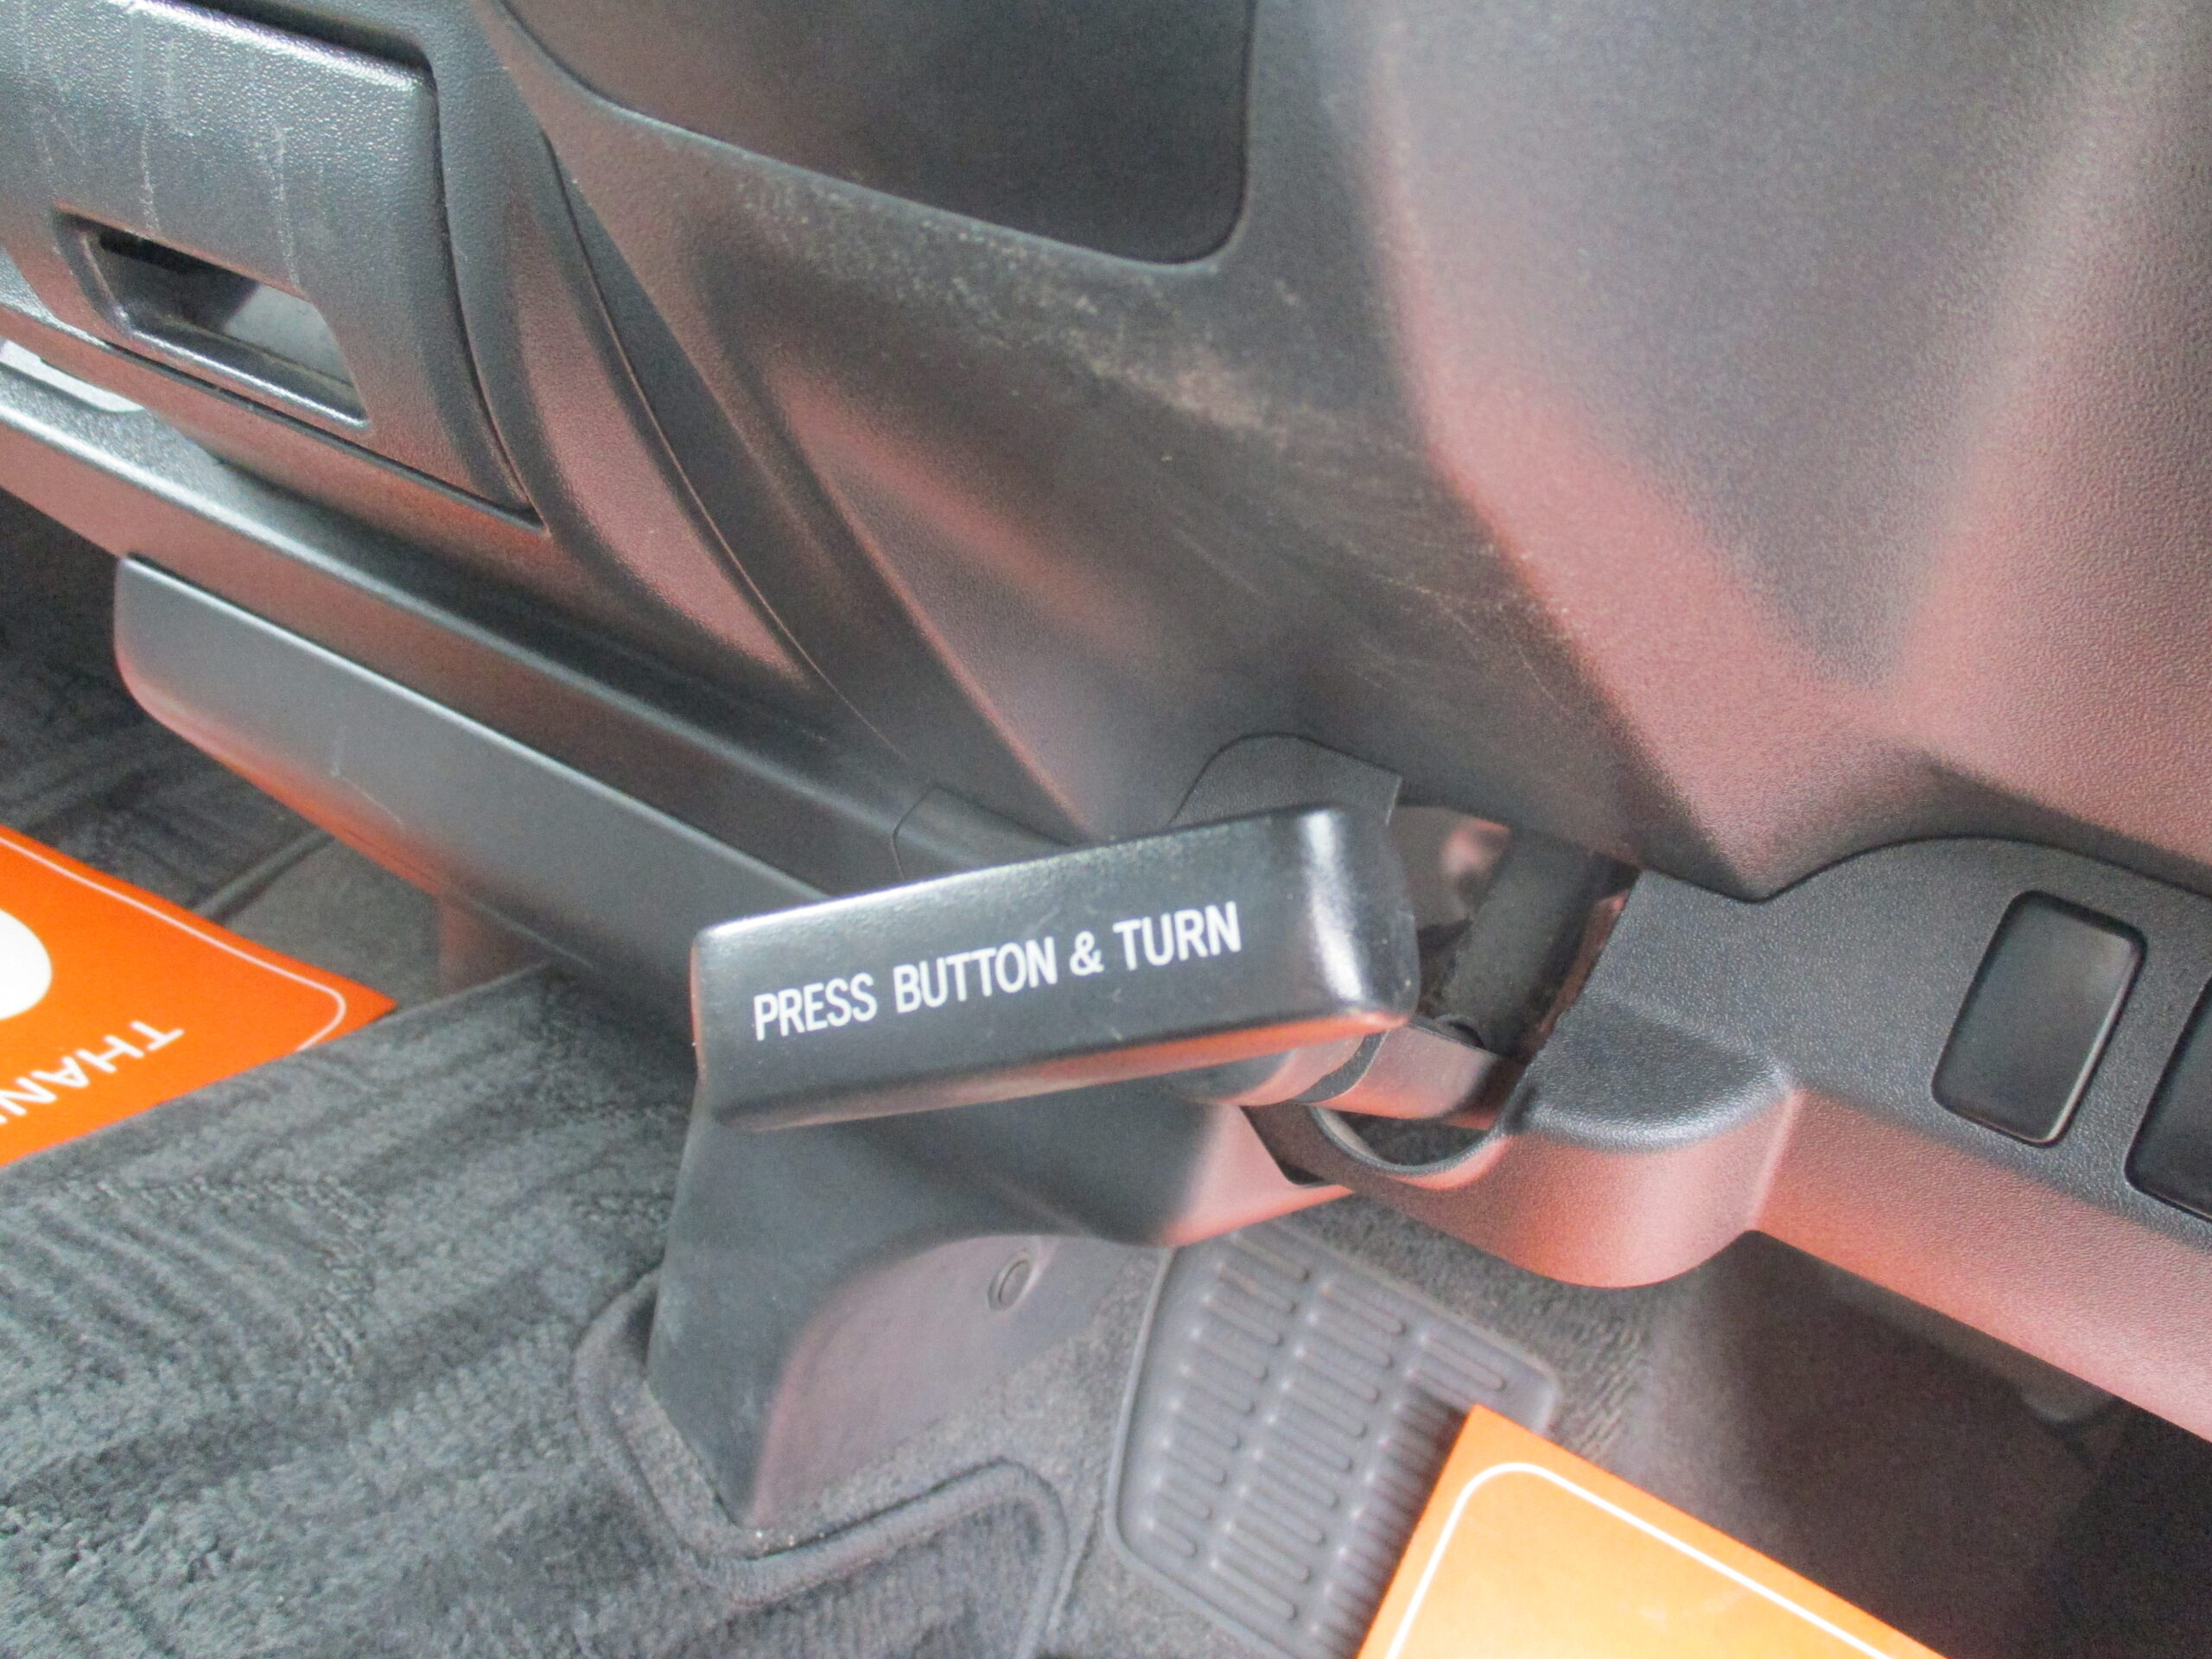 PRESS BUTTON & TURN